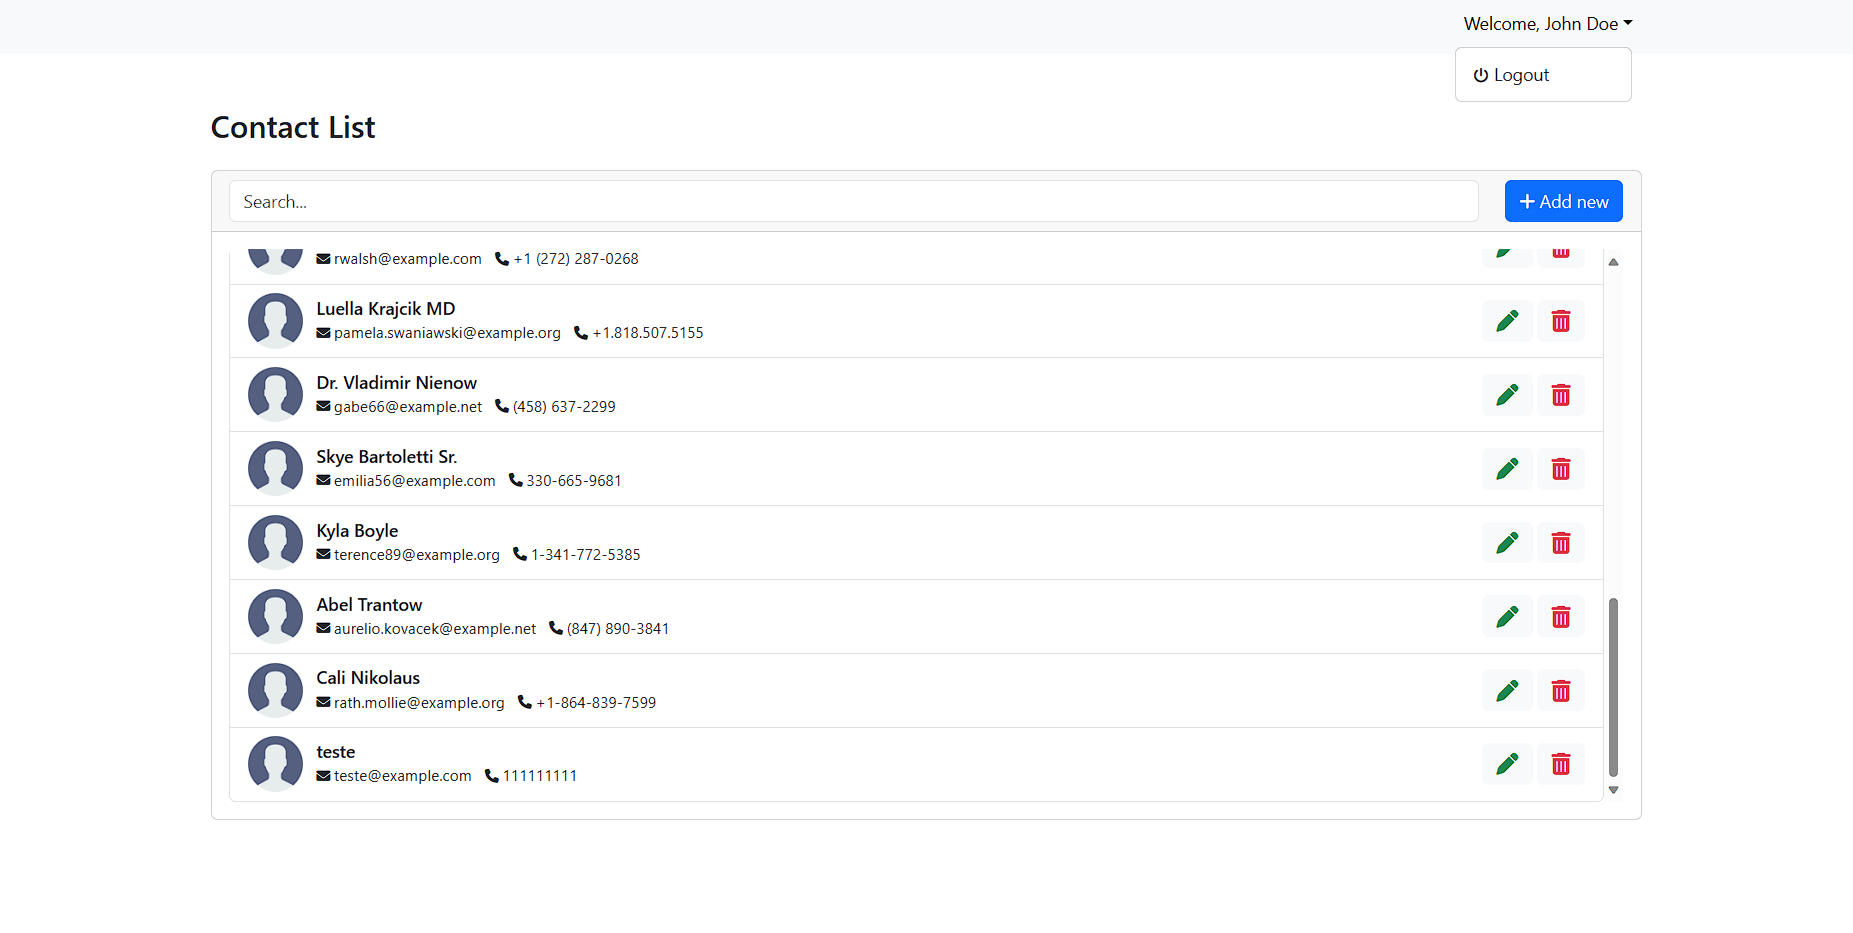 Welcome, John Doe
Logout
Contact List
Search...
Add new
rwalsh@example.com +1 (272) 287-0268
Luella Krajcik MD
pamela.swaniawski@example.org +1.818.507.5155
Dr. Vladimir Nienow
gabe66@example.net (458) 637-2299
Skye Bartoletti Sr.
emilia56@example.com 330-665-9681
Kyla Boyle
terence89@example.org 1-341-772-5385
Abel Trantow
aurelio.kovacek@example.net (847) 890-3841
Cali Nikolaus
rath.mollie@example.org +1-864-839-7599
teste
teste@example.com 111111111